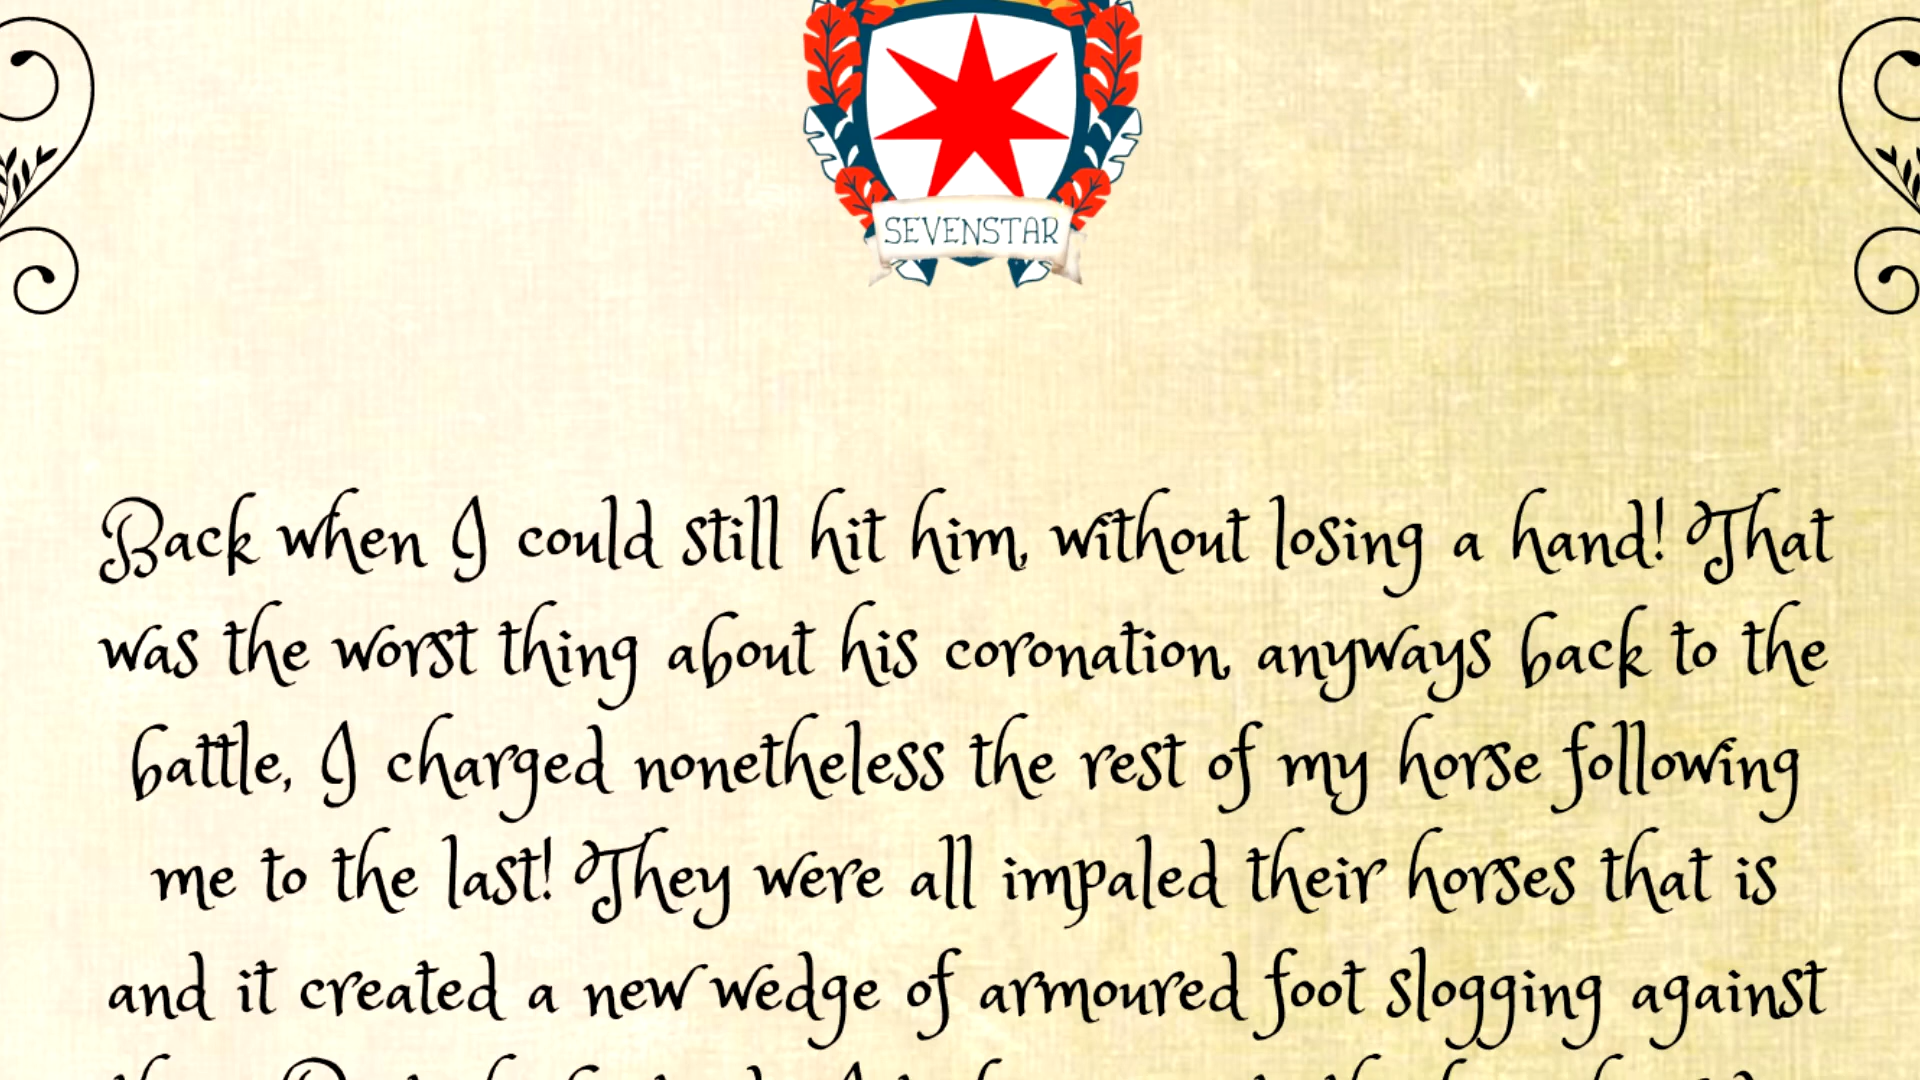 SEVENSTAR
Back when I could still hit him, without losing a hand! That
was the worst thing about his coronation, anyways back to the
battle, I charged nonetheless the rest of my horse following
me to the last! They were all impaled their horses that is
and it created a new wedge of armoured foot slogging against